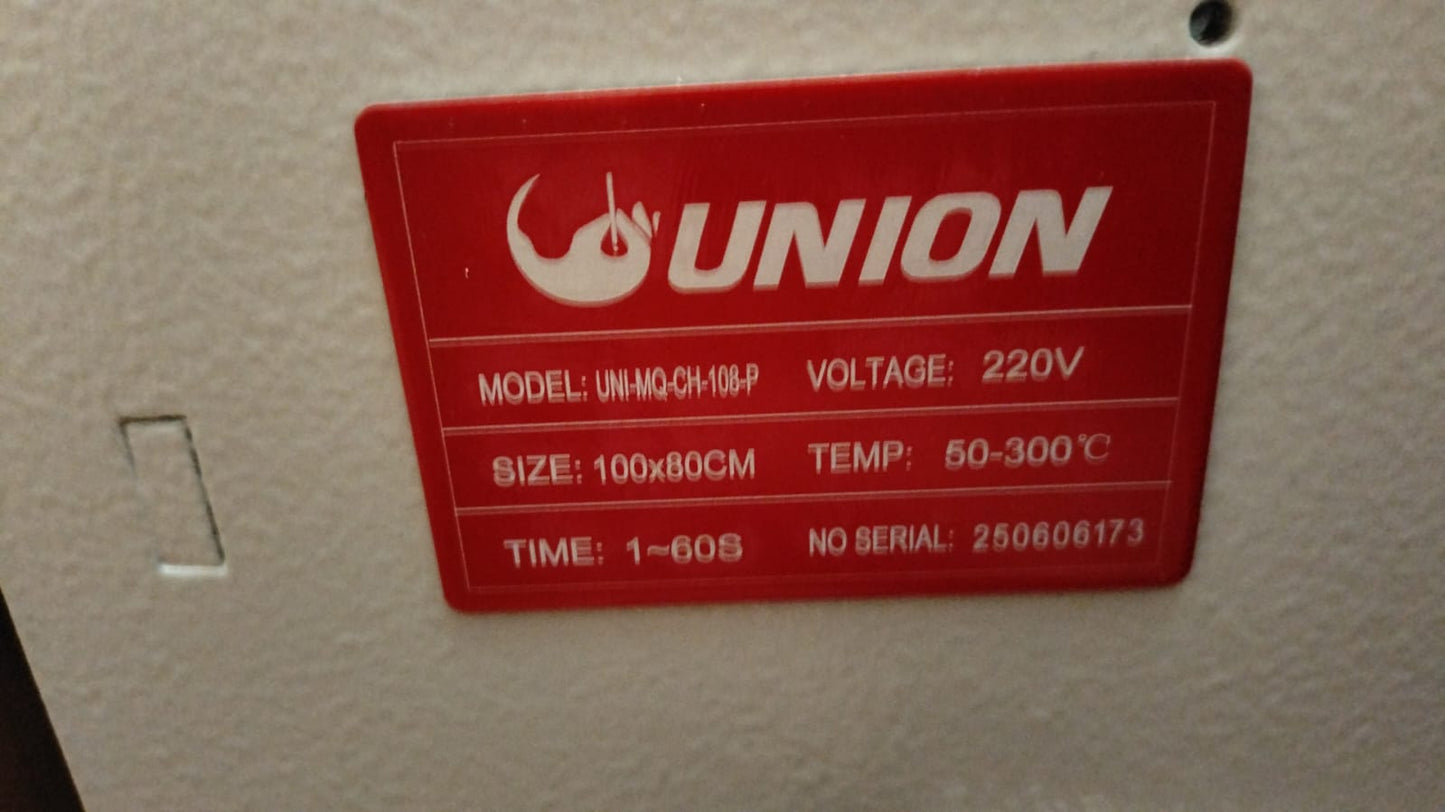 UNION
MODEL: UNI-MQ-CH-108-P VOLTAGE: 220V
SIZE: 100x80CM TEMP: 50-300℃
TIME: 1~60S NO SERIAL: 250606173